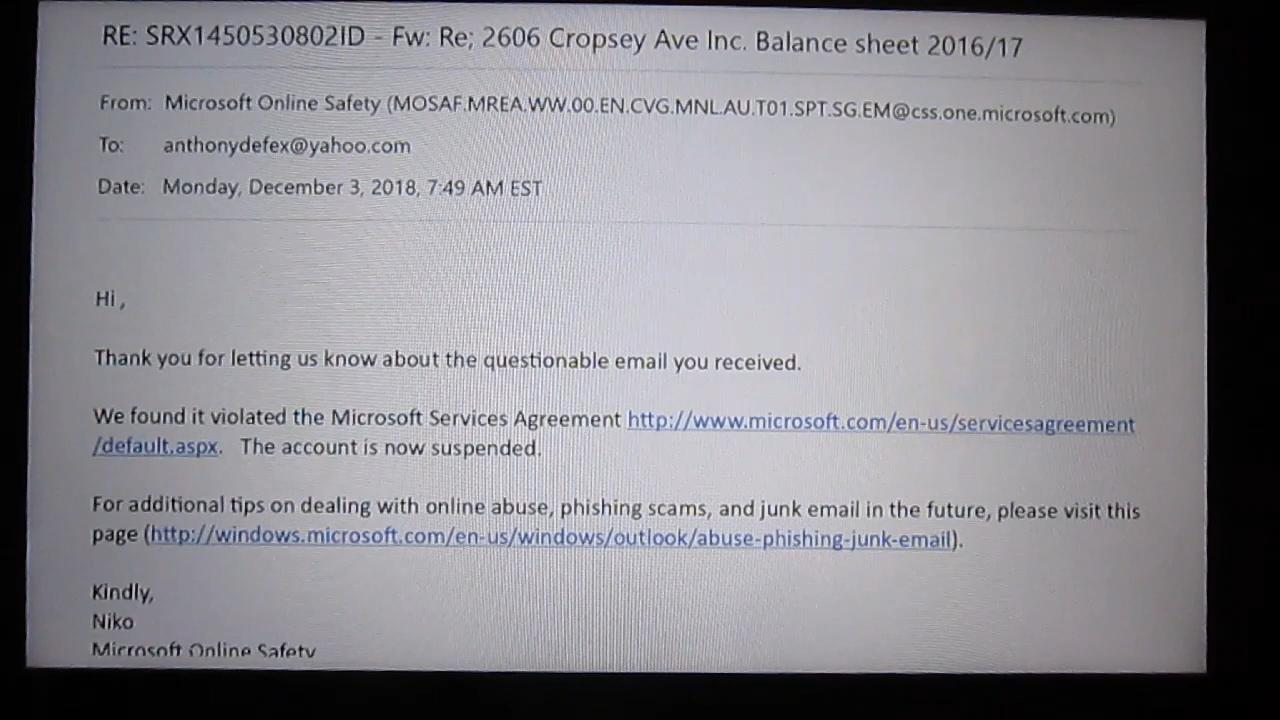 RE: SRX1450530802ID - Fw: Re; 2606 Cropsey Ave Inc. Balance sheet 2016/17
From: Microsoft Online Safety (MOSAF.MREA.WW.00.EN.CVG.MNL.AU.T01.SPT.SG.EM@css.one.microsoft.com)
To: anthonydefex@yahoo.com
Date: Monday, December 3, 2018, 7:49 AM EST
Hi ,
Thank you for letting us know about the questionable email you received.
We found it violated the Microsoft Services Agreement http://www.microsoft.com/en-us/servicesagreement
/default.aspx. The account is now suspended.
For additional tips on dealing with online abuse, phishing scams, and junk email in the future, please visit this
page (http://windows.microsoft.com/en-us/windows/outlook/abuse-phishing-junk-email).
Kindly,
Niko
Microsoft Online Safety